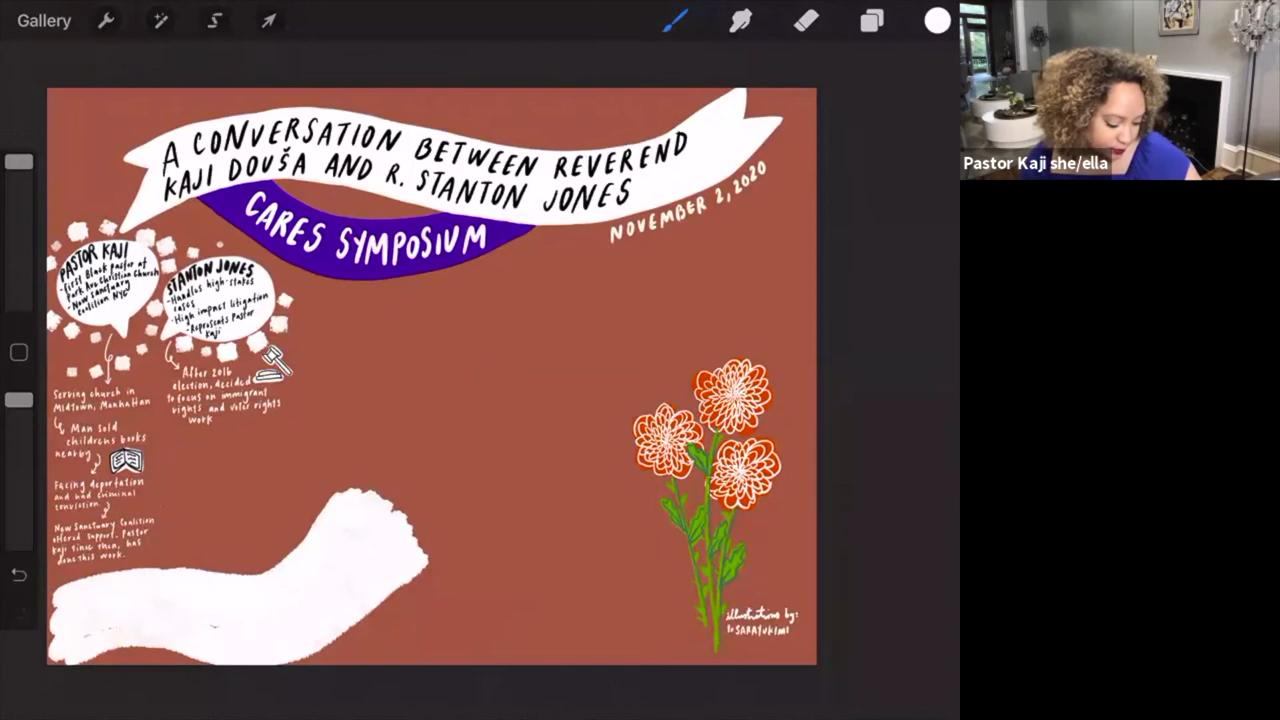 Gallery
A CONVERSATION BETWEEN REVEREND
KAJI DOUŠA AND R. STANTON JONES
NOVEMBER 2, 2020
CARES SYMPOSIUM
Pastor Kaji she/ella
PASTOR KAJI
-First Black pastor at
Park Ave Christian Church
-New Sanctuary
Coalition NYC
STANTON JONES
-Handles high-stakes
cases
-High impact litigation
-Represents Pastor
Kaji
Serving church in
Midtown, Manhattan
Man sold
childrens books
nearby
Facing deportation
and had criminal
conviction
New Sanctuary Coalition
offered support. Pastor
Kaji since then, has
done this work.
After 2016
election, decided
to focus on immigrant
rights and voter rights
work
illustrations by:
SARAYUKIMI